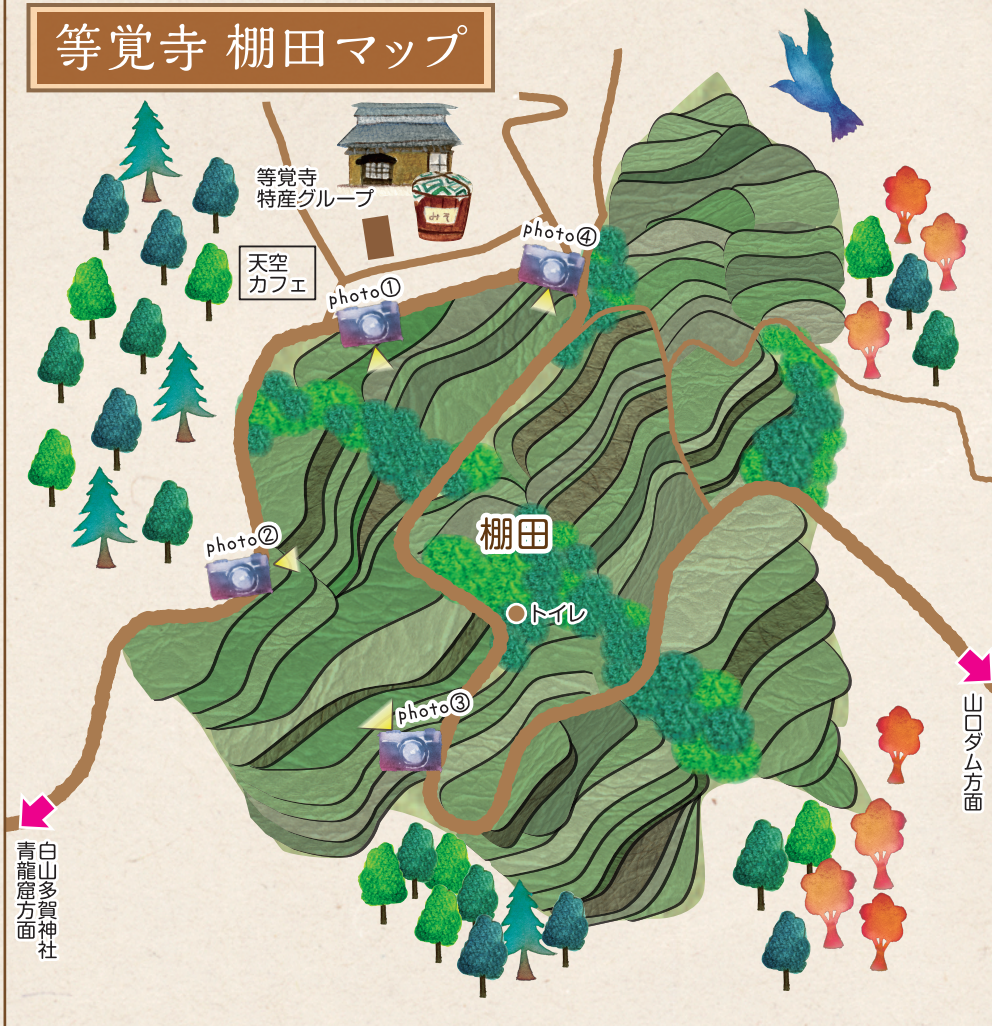 等覚寺 棚田マップ
等覚寺
特産グループ
みそ
天空
カフェ
photo④
photo①
棚田
photo②
トイレ
photo③
山口ダム方面
白山多賀神社
青龍窟方面